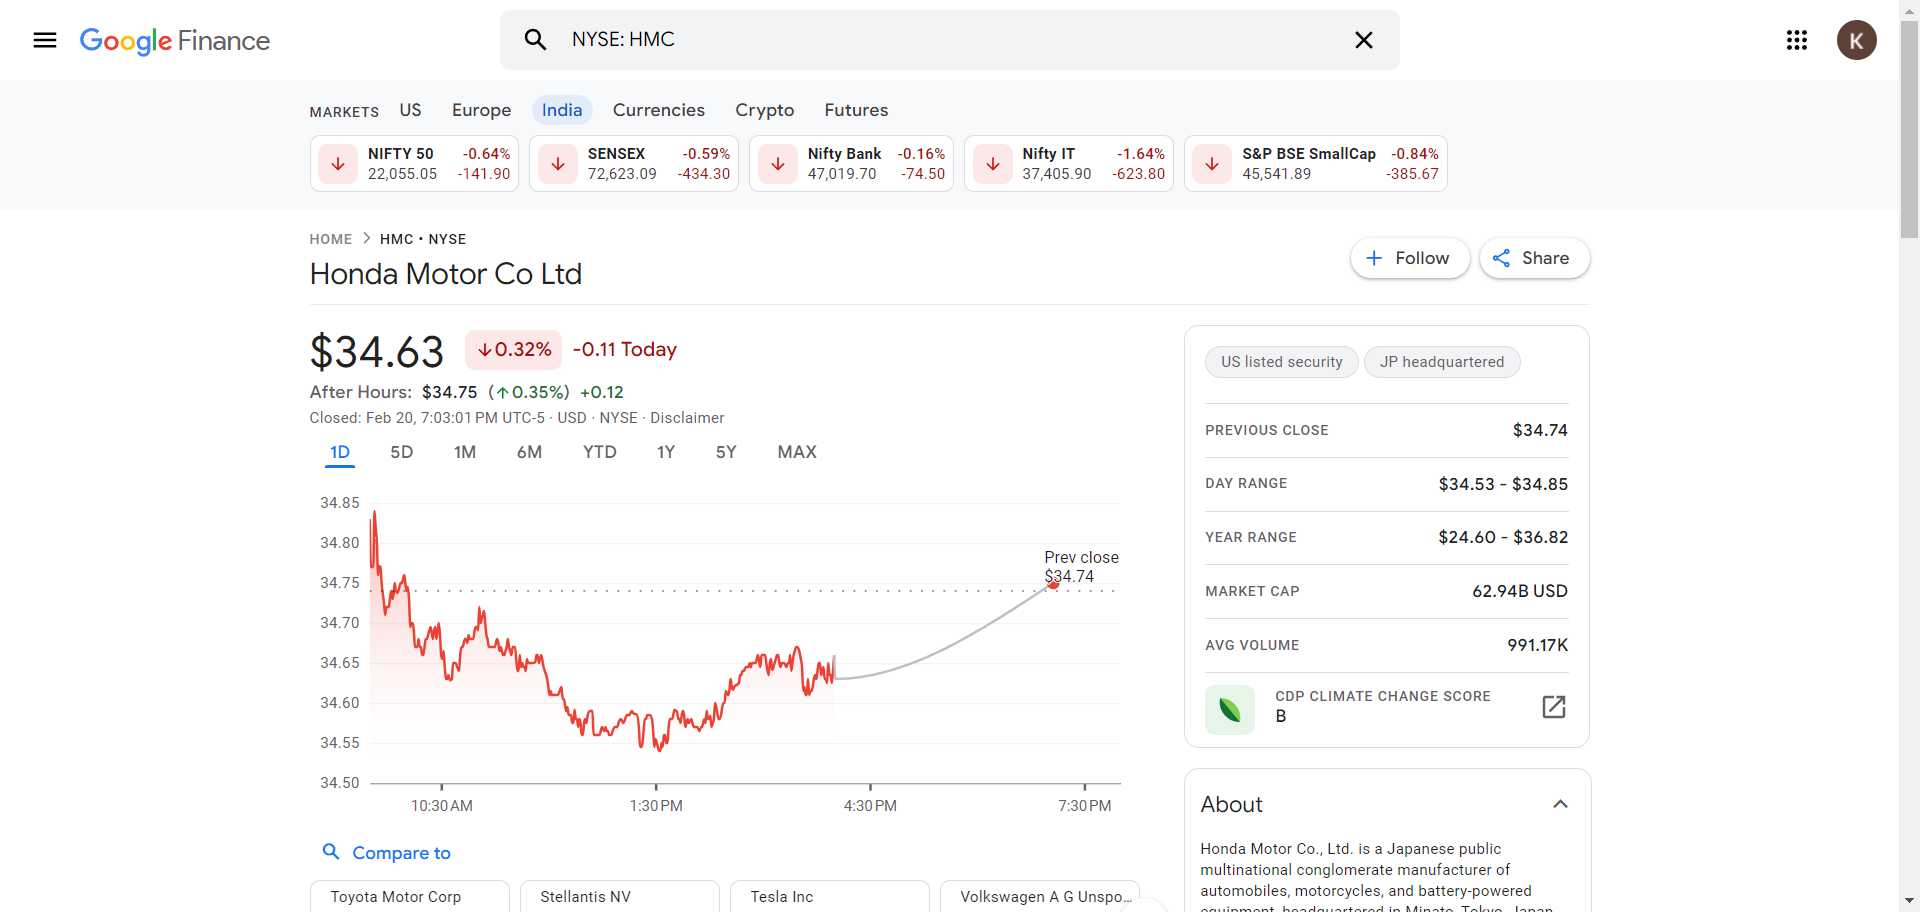 Google Finance
NYSE: HMC
K
MARKETS US Europe India Currencies Crypto Futures
NIFTY 50 -0.64%
22,055.05 -141.90
SENSEX -0.59%
72,623.09 -434.30
Nifty Bank -0.16%
47,019.70 -74.50
Nifty IT -1.64%
37,405.90 -623.80
S&P BSE SmallCap -0.84%
45,541.89 -385.67
HOME HMC • NYSE
Honda Motor Co Ltd
Follow
Share
$34.63 0.32% -0.11 Today
After Hours: $34.75 (↑0.35%) +0.12
Closed: Feb 20, 7:03:01 PM UTC-5 · USD · NYSE · Disclaimer
1D 5D 1M 6M YTD 1Y 5Y MAX
34.85
34.80
34.75
34.70
34.65
34.60
34.55
34.50
Prev close
$34.74
10:30 AM 1:30 PM 4:30 PM 7:30 PM
Compare to
Toyota Motor Corp
Stellantis NV
Tesla Inc
Volkswagen A G Unspo...
US listed security
JP headquartered
PREVIOUS CLOSE $34.74
DAY RANGE $34.53 - $34.85
YEAR RANGE $24.60 - $36.82
MARKET CAP 62.94B USD
AVG VOLUME 991.17K
CDP CLIMATE CHANGE SCORE
B
About
Honda Motor Co., Ltd. is a Japanese public
multinational conglomerate manufacturer of
automobiles, motorcycles, and battery-powered
equipment, headquartered in Minato, Tokyo, Japan